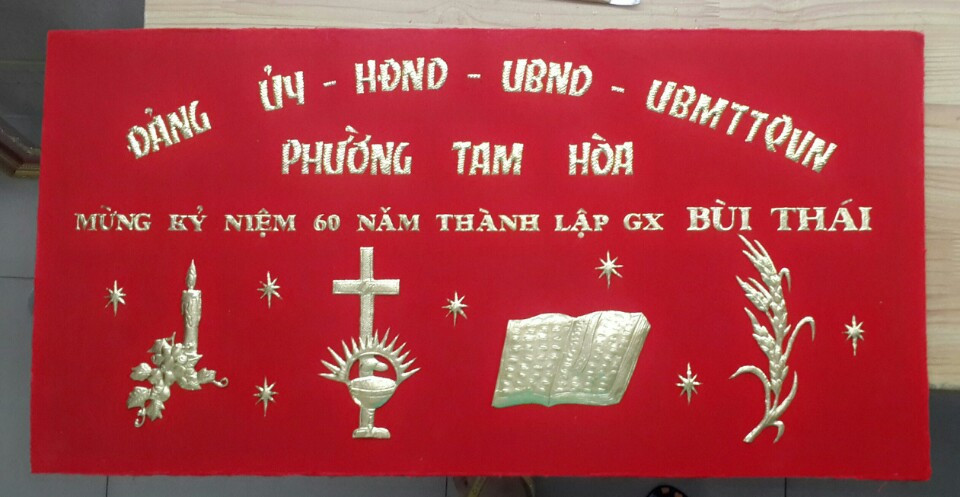 ĐẢNG ỦY - HĐND - UBND - UBMTTQVN
PHƯỜNG TAM HÒA
MỪNG KỶ NIỆM 60 NĂM THÀNH LẬP GX BÙI THÁI